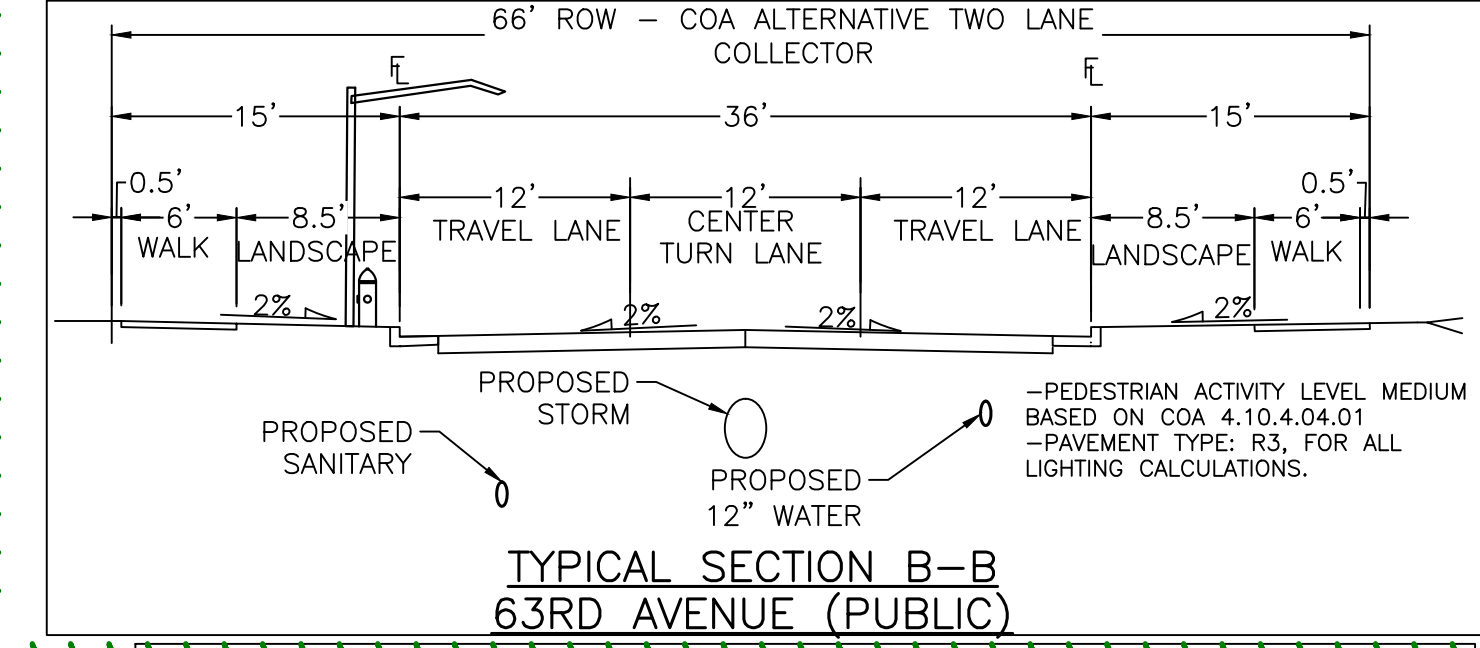 66' ROW – COA ALTERNATIVE TWO LANE
COLLECTOR
FL
FL
15'
36'
15'
0.5'
0.5'
12'
12'
12'
6'
8.5'
8.5'
6'
WALK
LANDSCAPE
TRAVEL LANE
CENTER
TURN LANE
TRAVEL LANE
LANDSCAPE
WALK
2%
2%
2%
2%
PROPOSED
STORM
PROPOSED
SANITARY
PROPOSED
12" WATER
–PEDESTRIAN ACTIVITY LEVEL MEDIUM
BASED ON COA 4.10.4.04.01
–PAVEMENT TYPE: R3, FOR ALL
LIGHTING CALCULATIONS.
TYPICAL SECTION B–B
63RD AVENUE (PUBLIC)